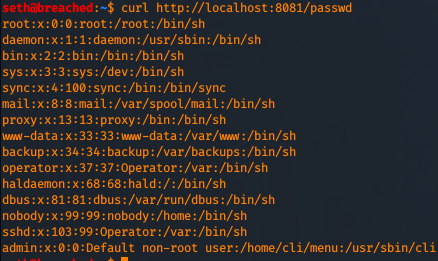 seth@breached:~$ curl http://localhost:8081/passwd
root:x:0:0:root:/root:/bin/sh
daemon:x:1:1:daemon:/usr/sbin:/bin/sh
bin:x:2:2:bin:/bin:/bin/sh
sys:x:3:3:sys:/dev:/bin/sh
sync:x:4:100:sync:/bin:/bin/sync
mail:x:8:8:mail:/var/spool/mail:/bin/sh
proxy:x:13:13:proxy:/bin:/bin/sh
www-data:x:33:33:www-data:/var/www:/bin/sh
backup:x:34:34:backup:/var/backups:/bin/sh
operator:x:37:37:Operator:/var:/bin/sh
haldaemon:x:68:68:hald:/:/bin/sh
dbus:x:81:81:dbus:/var/run/dbus:/bin/sh
nobody:x:99:99:nobody:/home:/bin/sh
sshd:x:103:99:Operator:/var:/bin/sh
admin:x:0:0:Default non-root user:/home/cli/menu:/usr/sbin/cli